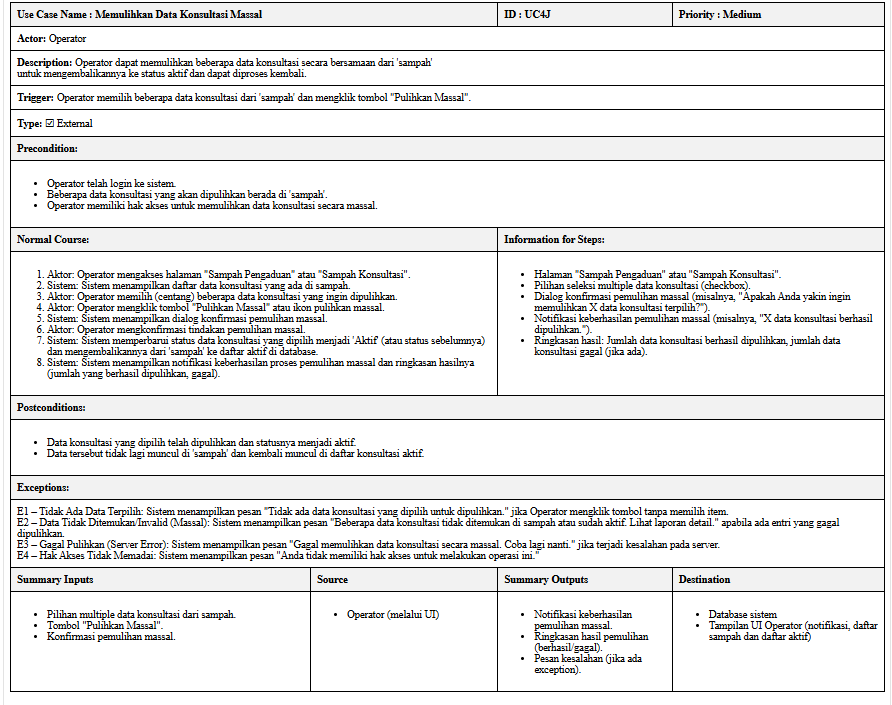 Use Case Name : Memulihkan Data Konsultasi Massal
ID : UC4J
Priority : Medium
Actor: Operator
Description: Operator dapat memulihkan beberapa data konsultasi secara bersamaan dari 'sampah'
untuk mengembalikannya ke status aktif dan dapat diproses kembali.
Trigger: Operator memilih beberapa data konsultasi dari 'sampah' dan mengklik tombol "Pulihkan Massal".
Type: ☑ External
Precondition:
• Operator telah login ke sistem.
• Beberapa data konsultasi yang akan dipulihkan berada di 'sampah'.
• Operator memiliki hak akses untuk memulihkan data konsultasi secara massal.
Normal Course:
1. Aktor: Operator mengakses halaman "Sampah Pengaduan" atau "Sampah Konsultasi".
2. Sistem: Sistem menampilkan daftar data konsultasi yang ada di sampah.
3. Aktor: Operator memilih (centang) beberapa data konsultasi yang ingin dipulihkan.
4. Aktor: Operator mengklik tombol "Pulihkan Massal" atau ikon pulihkan massal.
5. Sistem: Sistem menampilkan dialog konfirmasi pemulihan massal.
6. Aktor: Operator mengkonfirmasi tindakan pemulihan massal.
7. Sistem: Sistem memperbarui status data konsultasi yang dipilih menjadi 'Aktif' (atau status sebelumnya)
dan mengembalikannya dari 'sampah' ke daftar aktif di database.
8. Sistem: Sistem menampilkan notifikasi keberhasilan proses pemulihan massal dan ringkasan hasilnya
(jumlah yang berhasil dipulihkan, gagal).
Information for Steps:
• Halaman "Sampah Pengaduan" atau "Sampah Konsultasi".
• Pilihan seleksi multiple data konsultasi (checkbox).
• Dialog konfirmasi pemulihan massal (misalnya, "Apakah Anda yakin ingin
memulihkan X data konsultasi terpilih?").
• Notifikasi keberhasilan pemulihan massal (misalnya, "X data konsultasi berhasil
dipulihkan.").
• Ringkasan hasil: Jumlah data konsultasi berhasil dipulihkan, jumlah data
konsultasi gagal (jika ada).
Postconditions:
• Data konsultasi yang dipilih telah dipulihkan dan statusnya menjadi aktif.
• Data tersebut tidak lagi muncul di 'sampah' dan kembali muncul di daftar konsultasi aktif.
Exceptions:
E1 – Tidak Ada Data Terpilih: Sistem menampilkan pesan "Tidak ada data konsultasi yang dipilih untuk dipulihkan." jika Operator mengklik tombol tanpa memilih item.
E2 – Data Tidak Ditemukan/Invalid (Massal): Sistem menampilkan pesan "Beberapa data konsultasi tidak ditemukan di sampah atau sudah aktif. Lihat laporan detail." apabila ada entri yang gagal
dipulihkan.
E3 – Gagal Pulihkan (Server Error): Sistem menampilkan pesan "Gagal memulihkan data konsultasi secara massal. Coba lagi nanti." jika terjadi kesalahan pada server.
E4 – Hak Akses Tidak Memadai: Sistem menampilkan pesan "Anda tidak memiliki hak akses untuk melakukan operasi ini."
Summary Inputs
• Pilihan multiple data konsultasi dari sampah.
• Tombol "Pulihkan Massal".
• Konfirmasi pemulihan massal.
Source
• Operator (melalui UI)
Summary Outputs
• Notifikasi keberhasilan
pemulihan massal.
• Ringkasan hasil pemulihan
(berhasil/gagal).
• Pesan kesalahan (jika ada
exception).
Destination
• Database sistem
• Tampilan UI Operator (notifikasi, daftar
sampah dan daftar aktif)